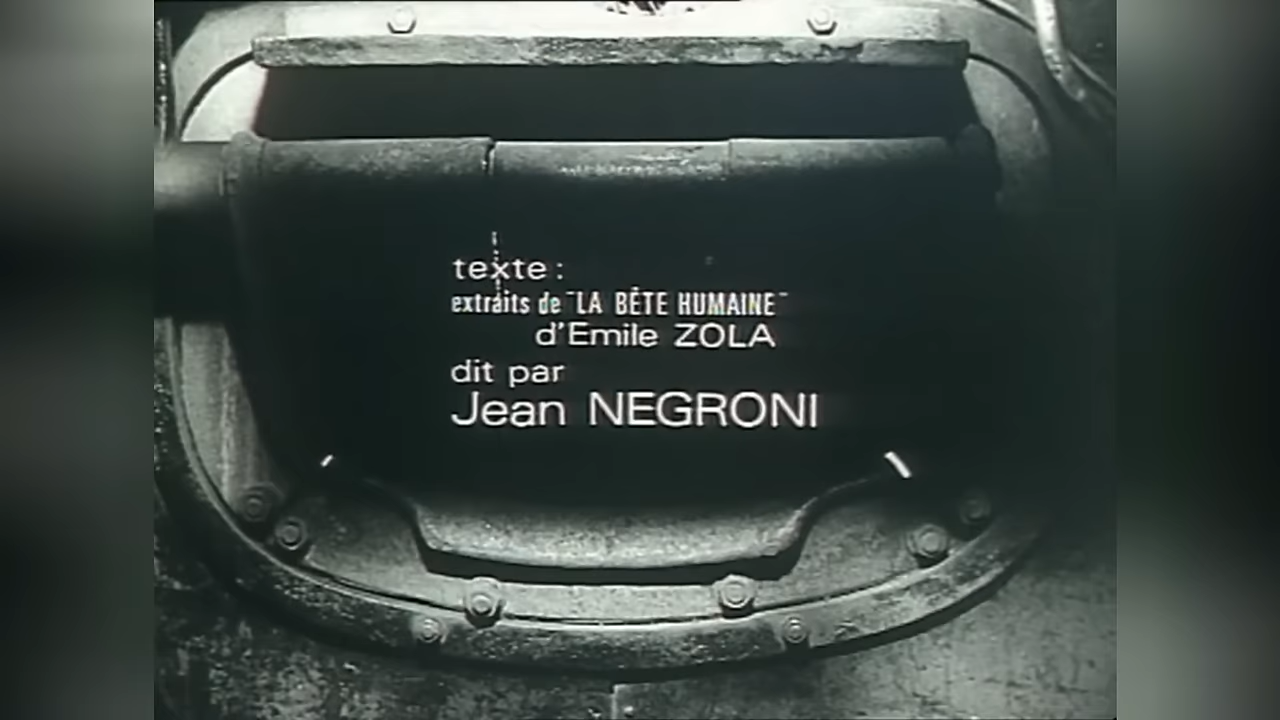 texte :
extraits de "LA BÊTE HUMAINE"
d'Emile ZOLA
dit par
Jean NEGRONI